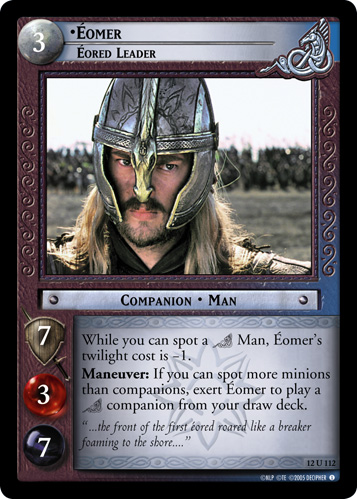 3
•Éomer
Éored Leader
Companion • Man
7
3
7
While you can spot a Man, Éomer's
twilight cost is –1.
Maneuver: If you can spot more minions
than companions, exert Éomer to play a
companion from your draw deck.
"...the front of the first éored roared like a breaker
foaming to the shore...."
12 U 112
©NLP ™TE ©2005 DECIPHER